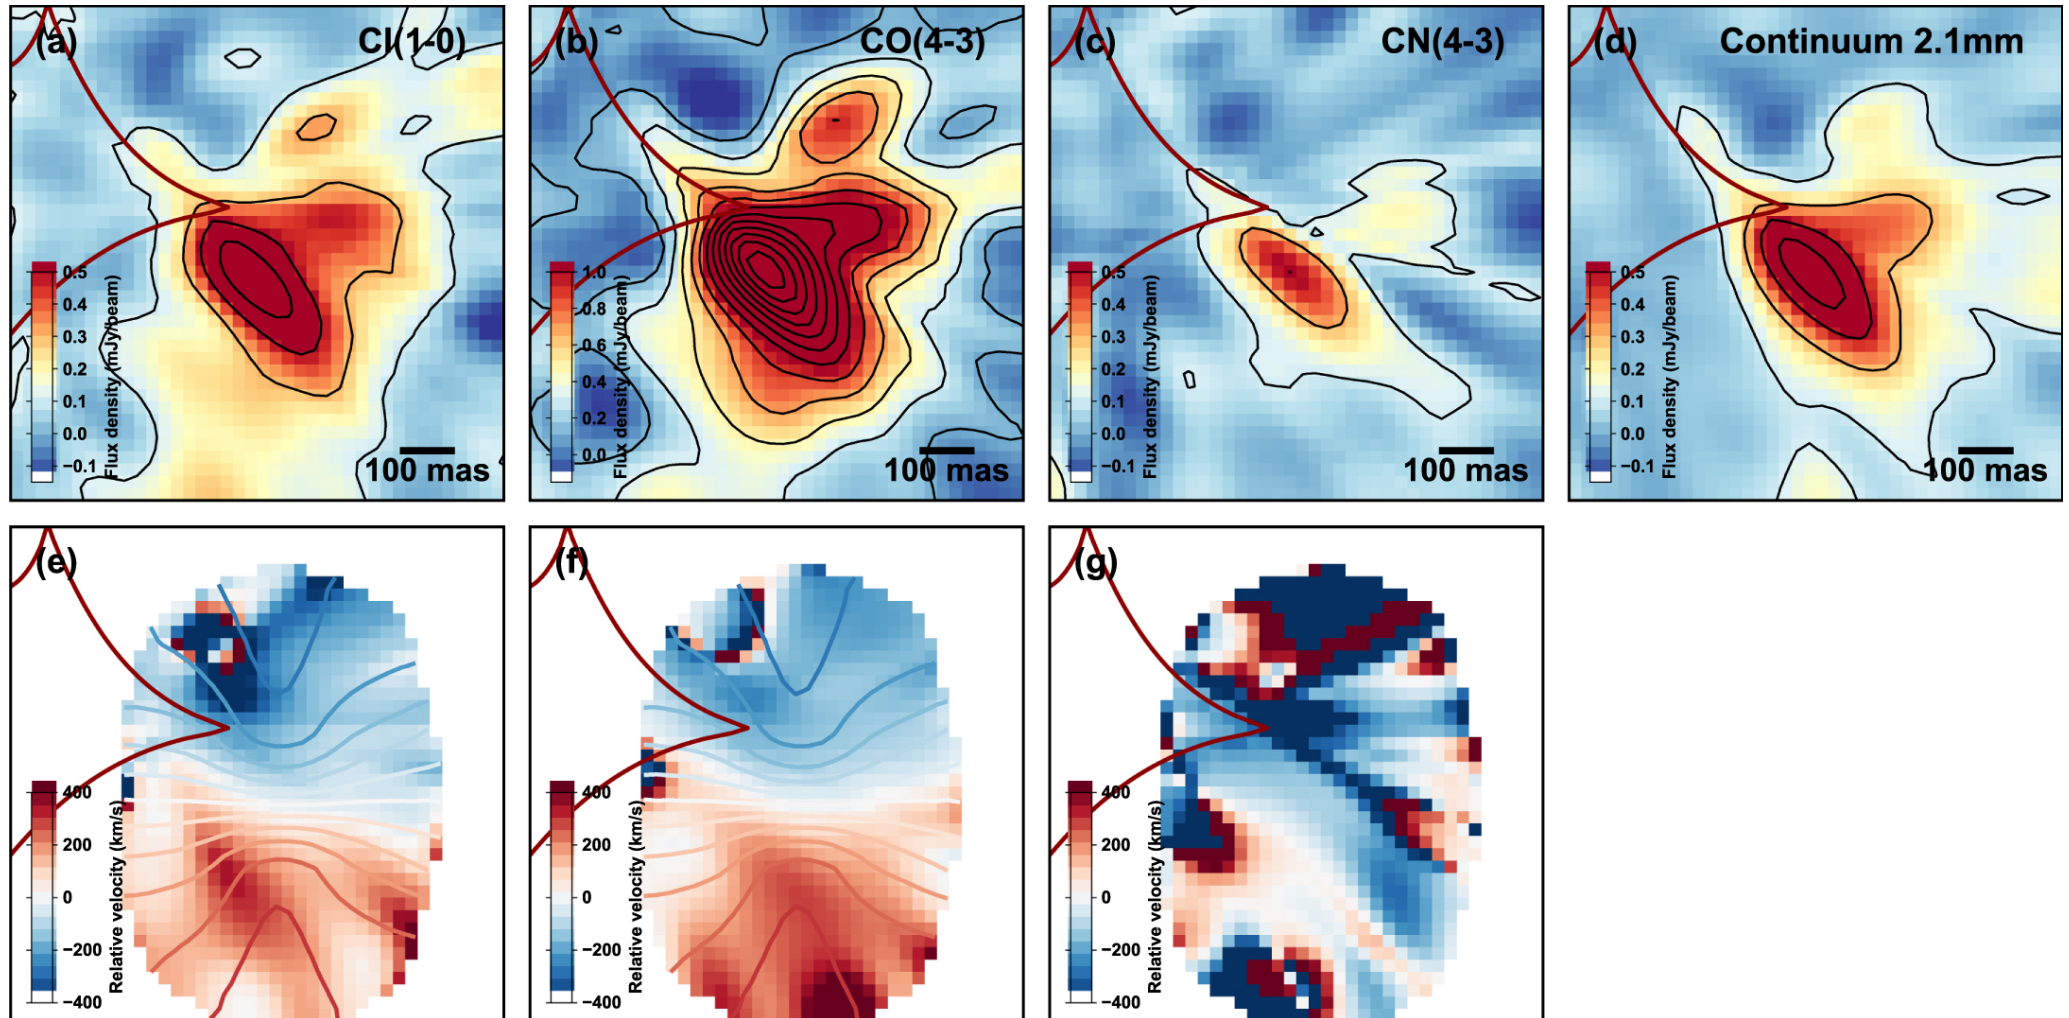 (a) CI(1-0)
0.5
0.4
0.3
0.2
0.1
0.0
−0.1
Flux density (mJy/beam)
100 mas
(b) CO(4-3)
1.0
0.8
0.6
0.4
0.2
0.0
Flux density (mJy/beam)
100 mas
(c) CN(4-3)
0.5
0.4
0.3
0.2
0.1
0.0
−0.1
Flux density (mJy/beam)
100 mas
(d) Continuum 2.1mm
0.5
0.4
0.3
0.2
0.1
0.0
−0.1
Flux density (mJy/beam)
100 mas
(e)
400
200
0
−200
−400
Relative velocity (km/s)
(f)
400
200
0
−200
−400
Relative velocity (km/s)
(g)
400
200
0
−200
−400
Relative velocity (km/s)